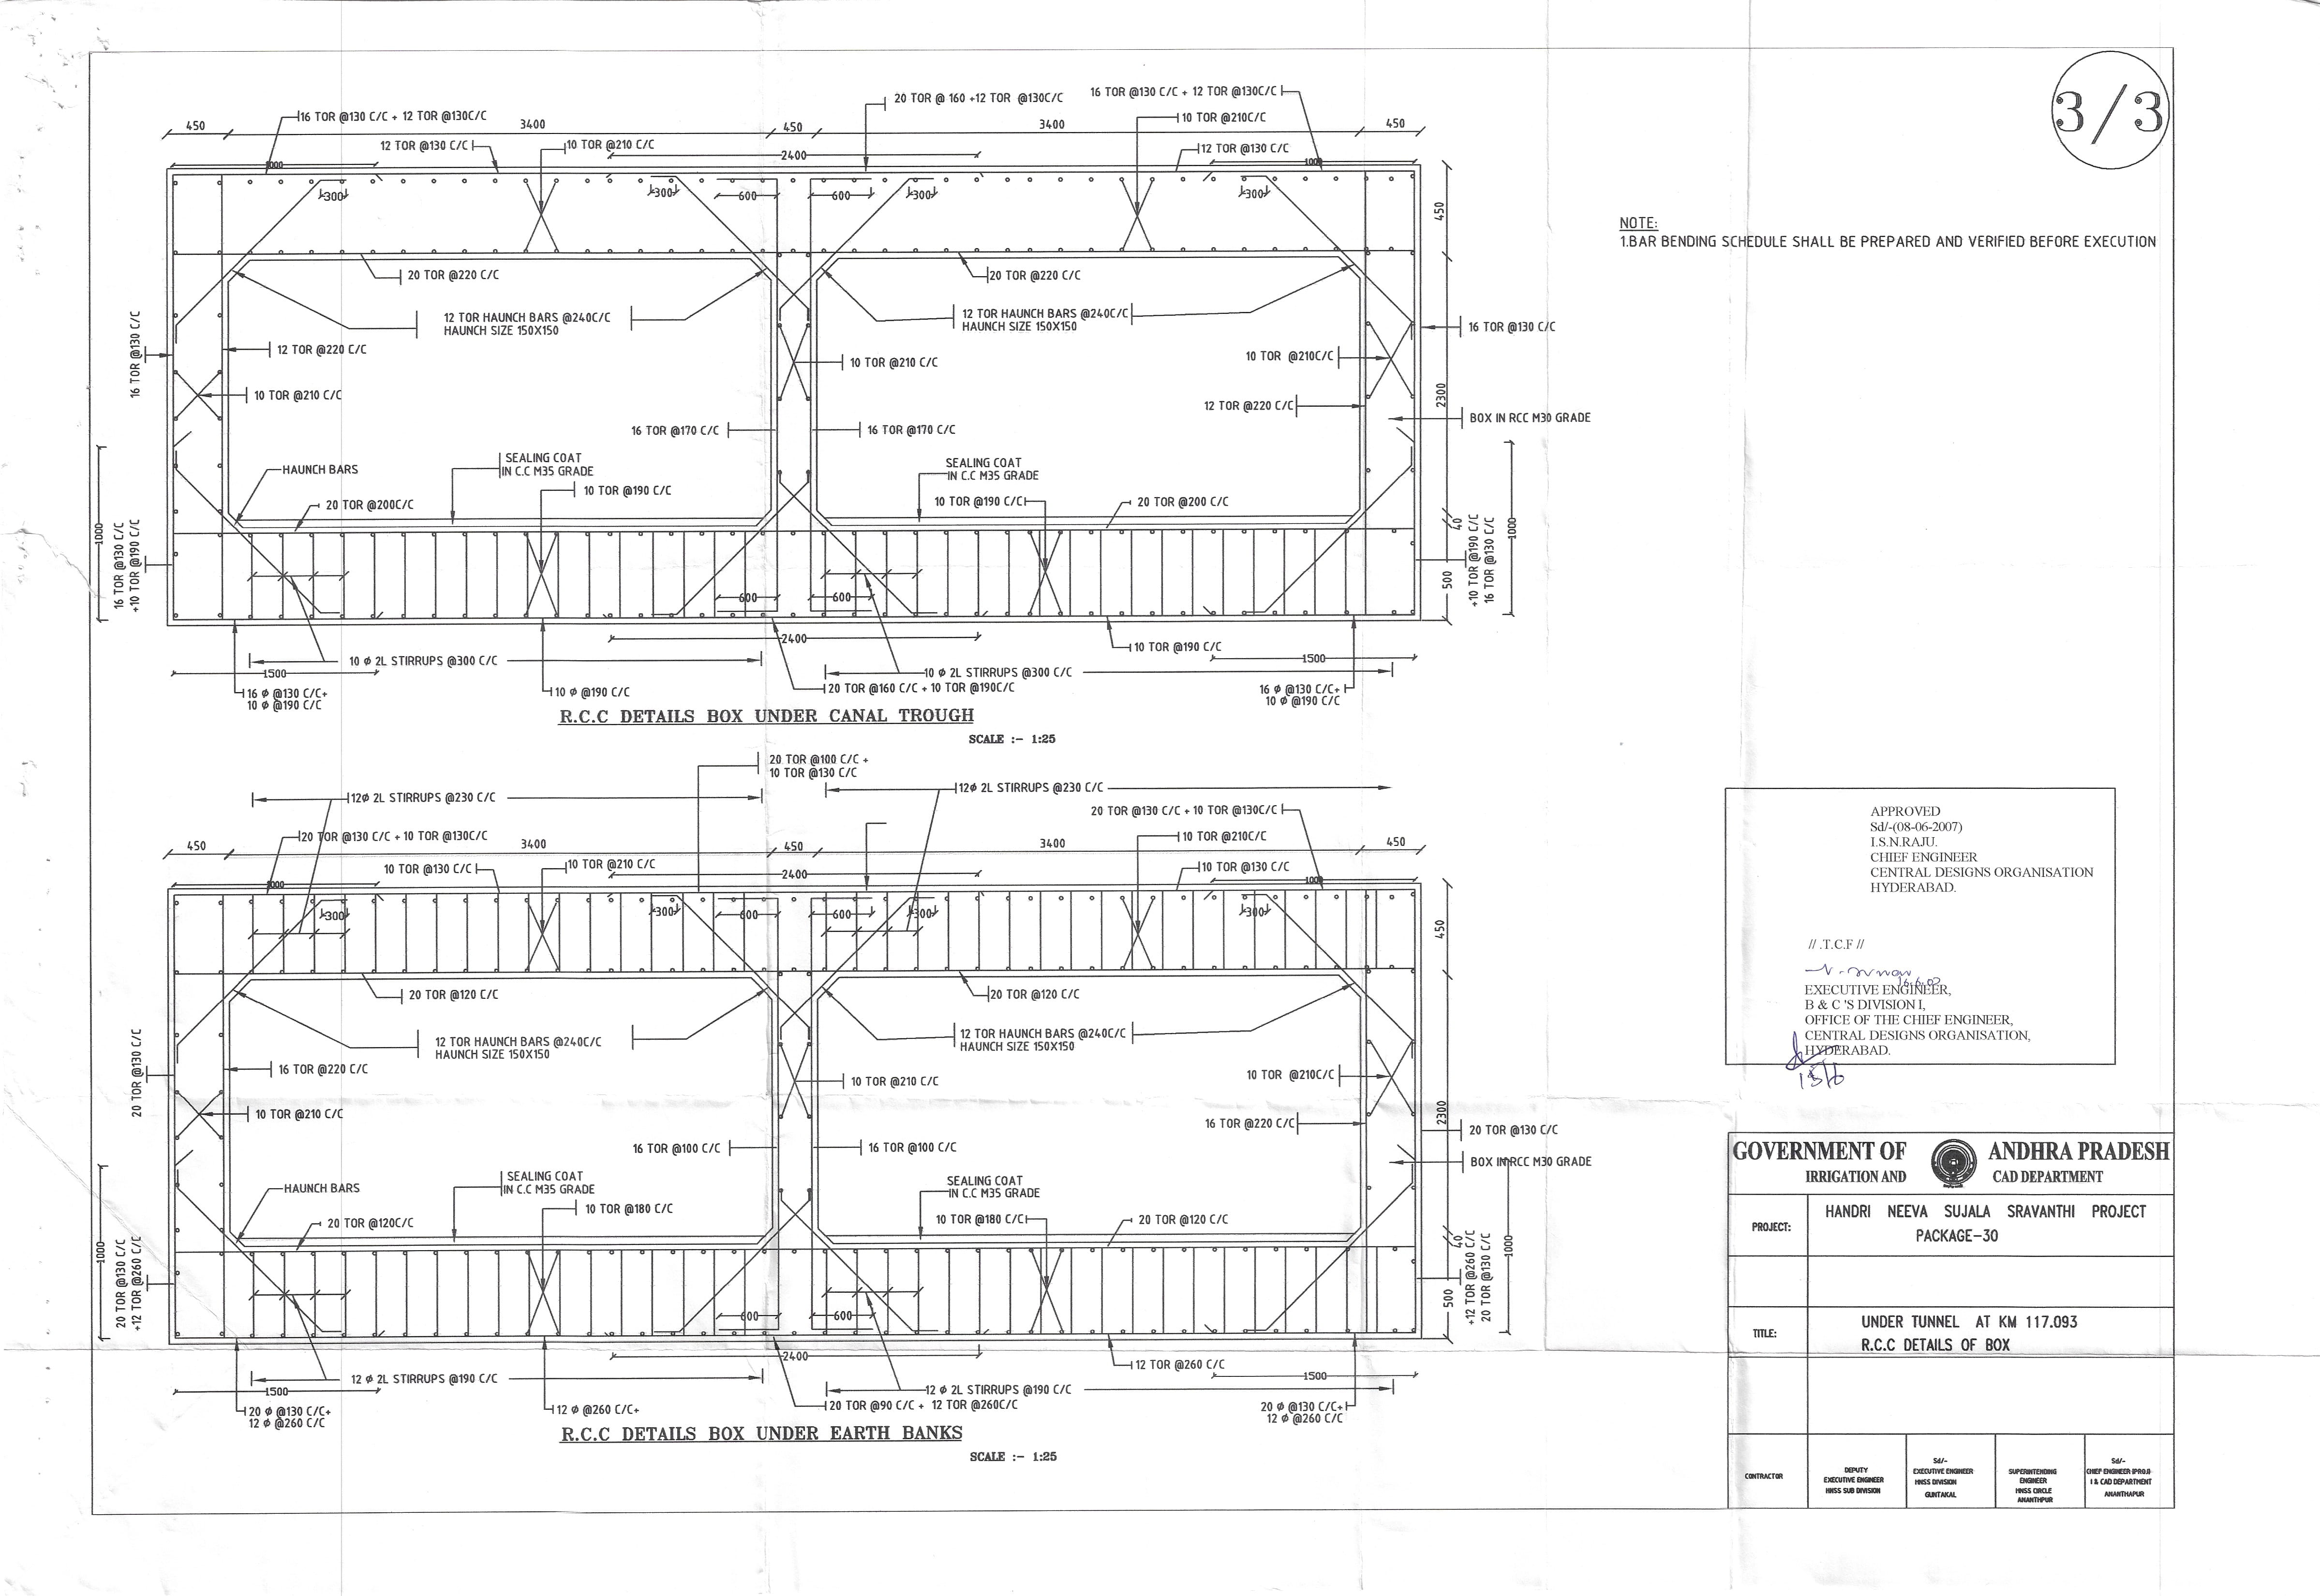 3/3
20 TOR @ 160 +12 TOR @130C/C
16 TOR @130 C/C + 12 TOR @130C/C
16 TOR @130 C/C + 12 TOR @130C/C
10 TOR @210C/C
450
3400
450
3400
450
12 TOR @130 C/C
10 TOR @210 C/C
2400
12 TOR @130 C/C
1000
1000
300
300
600
600
300
300
450
NOTE:
1.BAR BENDING SCHEDULE SHALL BE PREPARED AND VERIFIED BEFORE EXECUTION
20 TOR @220 C/C
20 TOR @220 C/C
12 TOR HAUNCH BARS @240C/C
HAUNCH SIZE 150X150
12 TOR HAUNCH BARS @240C/C
HAUNCH SIZE 150X150
16 TOR @130 C/C
16 TOR @130 C/C
12 TOR @220 C/C
10 TOR @210 C/C
10 TOR @210C/C
10 TOR @210 C/C
12 TOR @220 C/C
2300
BOX IN RCC M30 GRADE
16 TOR @170 C/C
16 TOR @170 C/C
HAUNCH BARS
SEALING COAT
IN C.C M35 GRADE
SEALING COAT
IN C.C M35 GRADE
10 TOR @190 C/C
10 TOR @190 C/C
20 TOR @200C/C
20 TOR @200 C/C
1000
16 TOR @130 C/C
+10 TOR @190 C/C
40
500
+10 TOR @190 C/C
16 TOR @130 C/C
1000
600
600
2400
10 TOR @190 C/C
10 Ø 2L STIRRUPS @300 C/C
1500
10 Ø 2L STIRRUPS @300 C/C
1500
16 Ø @130 C/C+
10 Ø @190 C/C
10 Ø @190 C/C
20 TOR @160 C/C + 10 TOR @190C/C
16 Ø @130 C/C+
10 Ø @190 C/C
R.C.C DETAILS BOX UNDER CANAL TROUGH
SCALE :- 1:25
20 TOR @100 C/C +
10 TOR @130 C/C
12Ø 2L STIRRUPS @230 C/C
12Ø 2L STIRRUPS @230 C/C
20 TOR @130 C/C + 10 TOR @130C/C
20 TOR @130 C/C + 10 TOR @130C/C
10 TOR @210C/C
450
3400
450
3400
450
10 TOR @130 C/C
10 TOR @210 C/C
2400
10 TOR @130 C/C
1000
1000
300
300
600
600
300
300
450
20 TOR @120 C/C
20 TOR @120 C/C
12 TOR HAUNCH BARS @240C/C
HAUNCH SIZE 150X150
12 TOR HAUNCH BARS @240C/C
HAUNCH SIZE 150X150
20 TOR @130 C/C
16 TOR @220 C/C
10 TOR @210 C/C
10 TOR @210 C/C
10 TOR @210C/C
16 TOR @220 C/C
2300
20 TOR @130 C/C
BOX IN RCC M30 GRADE
16 TOR @100 C/C
16 TOR @100 C/C
HAUNCH BARS
SEALING COAT
IN C.C M35 GRADE
SEALING COAT
IN C.C M35 GRADE
10 TOR @180 C/C
10 TOR @180 C/C
20 TOR @120C/C
20 TOR @120 C/C
1000
20 TOR @130 C/C
+12 TOR @260 C/C
40
500
+12 TOR @260 C/C
20 TOR @130 C/C
1000
600
600
2400
12 TOR @260 C/C
12 Ø 2L STIRRUPS @190 C/C
1500
12 Ø 2L STIRRUPS @190 C/C
1500
20 Ø @130 C/C+
12 Ø @260 C/C
12 Ø @260 C/C+
20 TOR @90 C/C + 12 TOR @260C/C
20 Ø @130 C/C+
12 Ø @260 C/C
R.C.C DETAILS BOX UNDER EARTH BANKS
SCALE :- 1:25
APPROVED
Sd/-(08-06-2007)
I.S.N.RAJU.
CHIEF ENGINEER
CENTRAL DESIGNS ORGANISATION
HYDERABAD.
// .T.C.F //
EXECUTIVE ENGINEER,
B & C 'S DIVISION I,
OFFICE OF THE CHIEF ENGINEER,
CENTRAL DESIGNS ORGANISATION,
HYDERABAD.
GOVERNMENT OF ANDHRA PRADESH
IRRIGATION AND CAD DEPARTMENT
PROJECT:
HANDRI NEEVA SUJALA SRAVANTHI PROJECT
PACKAGE-30
TITLE:
UNDER TUNNEL AT KM 117.093
R.C.C DETAILS OF BOX
CONTRACTOR
DEPUTY
EXECUTIVE ENGINEER
HNSS SUB DIVISION
Sd/-
EXECUTIVE ENGINEER
HNSS DIVISION
GUNTAKAL
SUPERINTENDING
ENGINEER
HNSS CIRCLE
ANANTHPUR
Sd/-
CHIEF ENGINEER (PROJ)
I & CAD DEPARTMENT
ANANTHAPUR